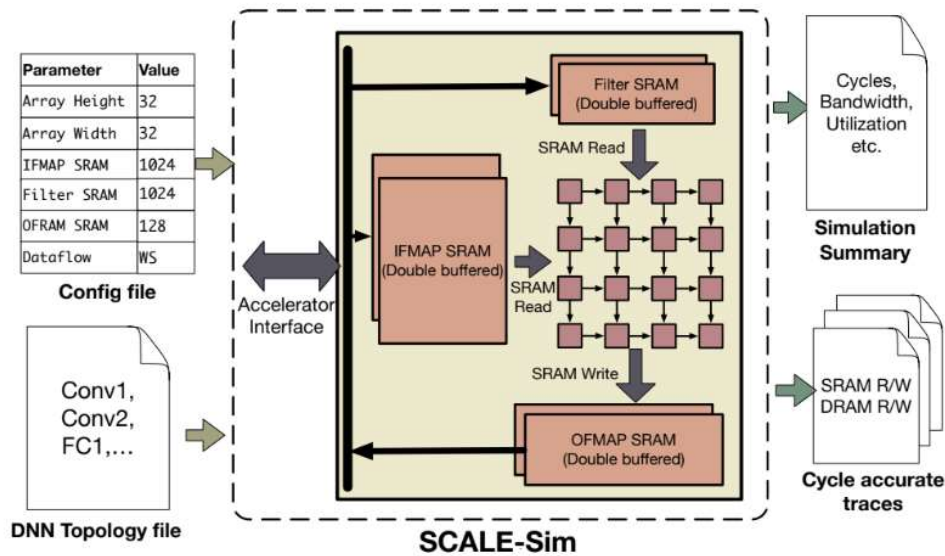 Parameter Value
Array Height 32
Array Width 32
IFMAP SRAM 1024
Filter SRAM 1024
OFRAM SRAM 128
Dataflow WS
Config file
Conv1,
Conv2,
FC1,...
DNN Topology file
Accelerator
Interface
Filter SRAM
(Double buffered)
SRAM Read
IFMAP SRAM
(Double buffered)
SRAM
Read
SRAM Write
OFMAP SRAM
(Double buffered)
SCALE-Sim
Cycles,
Bandwidth,
Utilization
etc.
Simulation
Summary
SRAM R/W
DRAM R/W
Cycle accurate
traces